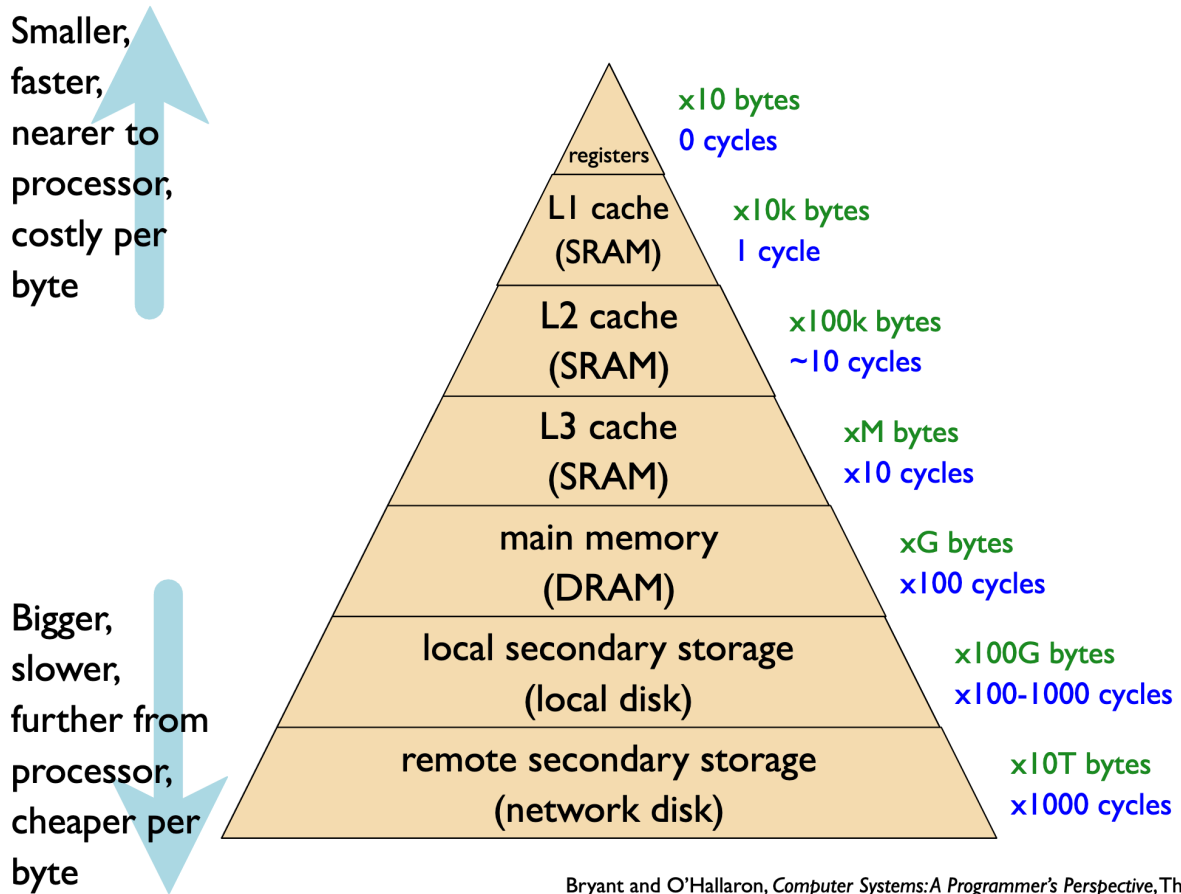 Smaller,
faster,
nearer to
processor,
costly per
byte
registers
x10 bytes
0 cycles
L1 cache
(SRAM)
x10k bytes
1 cycle
L2 cache
(SRAM)
x100k bytes
~10 cycles
L3 cache
(SRAM)
xM bytes
x10 cycles
main memory
(DRAM)
xG bytes
x100 cycles
Bigger,
slower,
further from
processor,
cheaper per
byte
local secondary storage
(local disk)
x100G bytes
x100-1000 cycles
remote secondary storage
(network disk)
x10T bytes
x1000 cycles
Bryant and O'Hallaron, Computer Systems: A Programmer's Perspective, Th